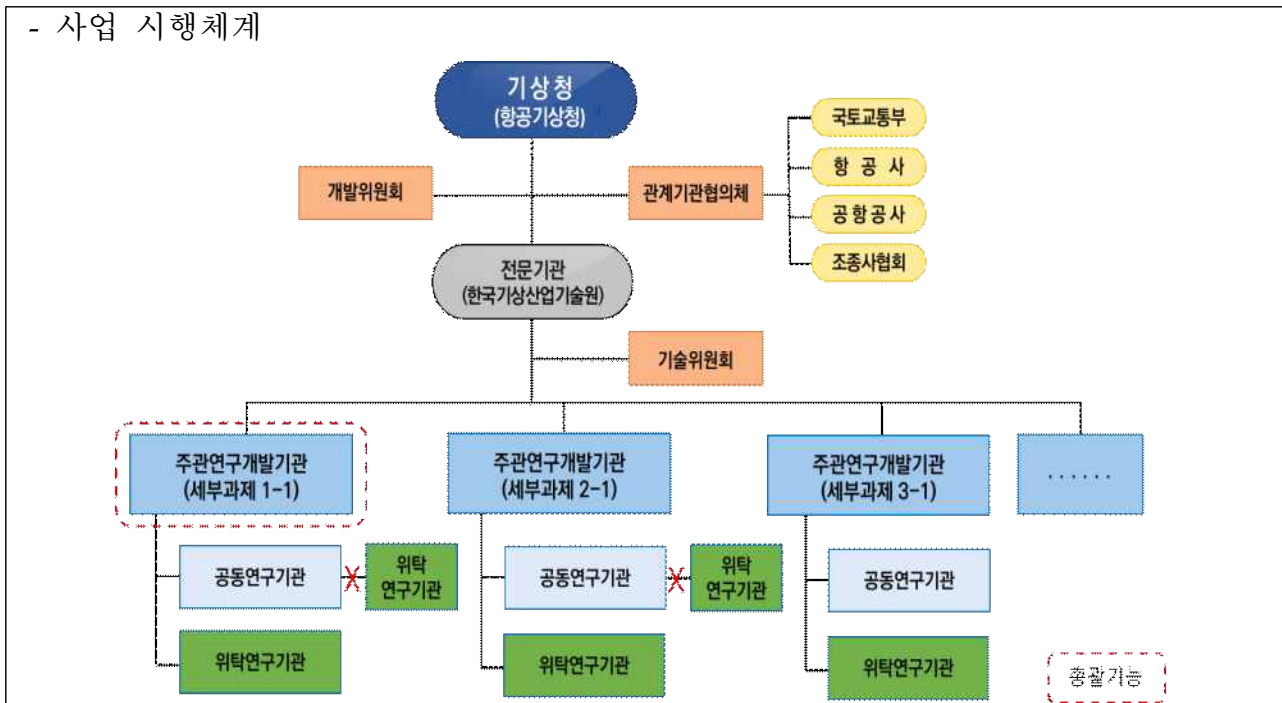 - 사업 시행체계
기상청
(항공기상청)
국토교통부
항 공 사
공항공사
조종사협회
개발위원회
관계기관협의체
전문기관
(한국기상산업기술원)
기술위원회
주관연구개발기관
(세부과제 1-1)
주관연구개발기관
(세부과제 2-1)
주관연구개발기관
(세부과제 3-1)
······
공동연구기관
위탁
연구기관
공동연구기관
위탁
연구기관
공동연구기관
위탁연구기관
위탁연구기관
위탁연구기관
총괄기능